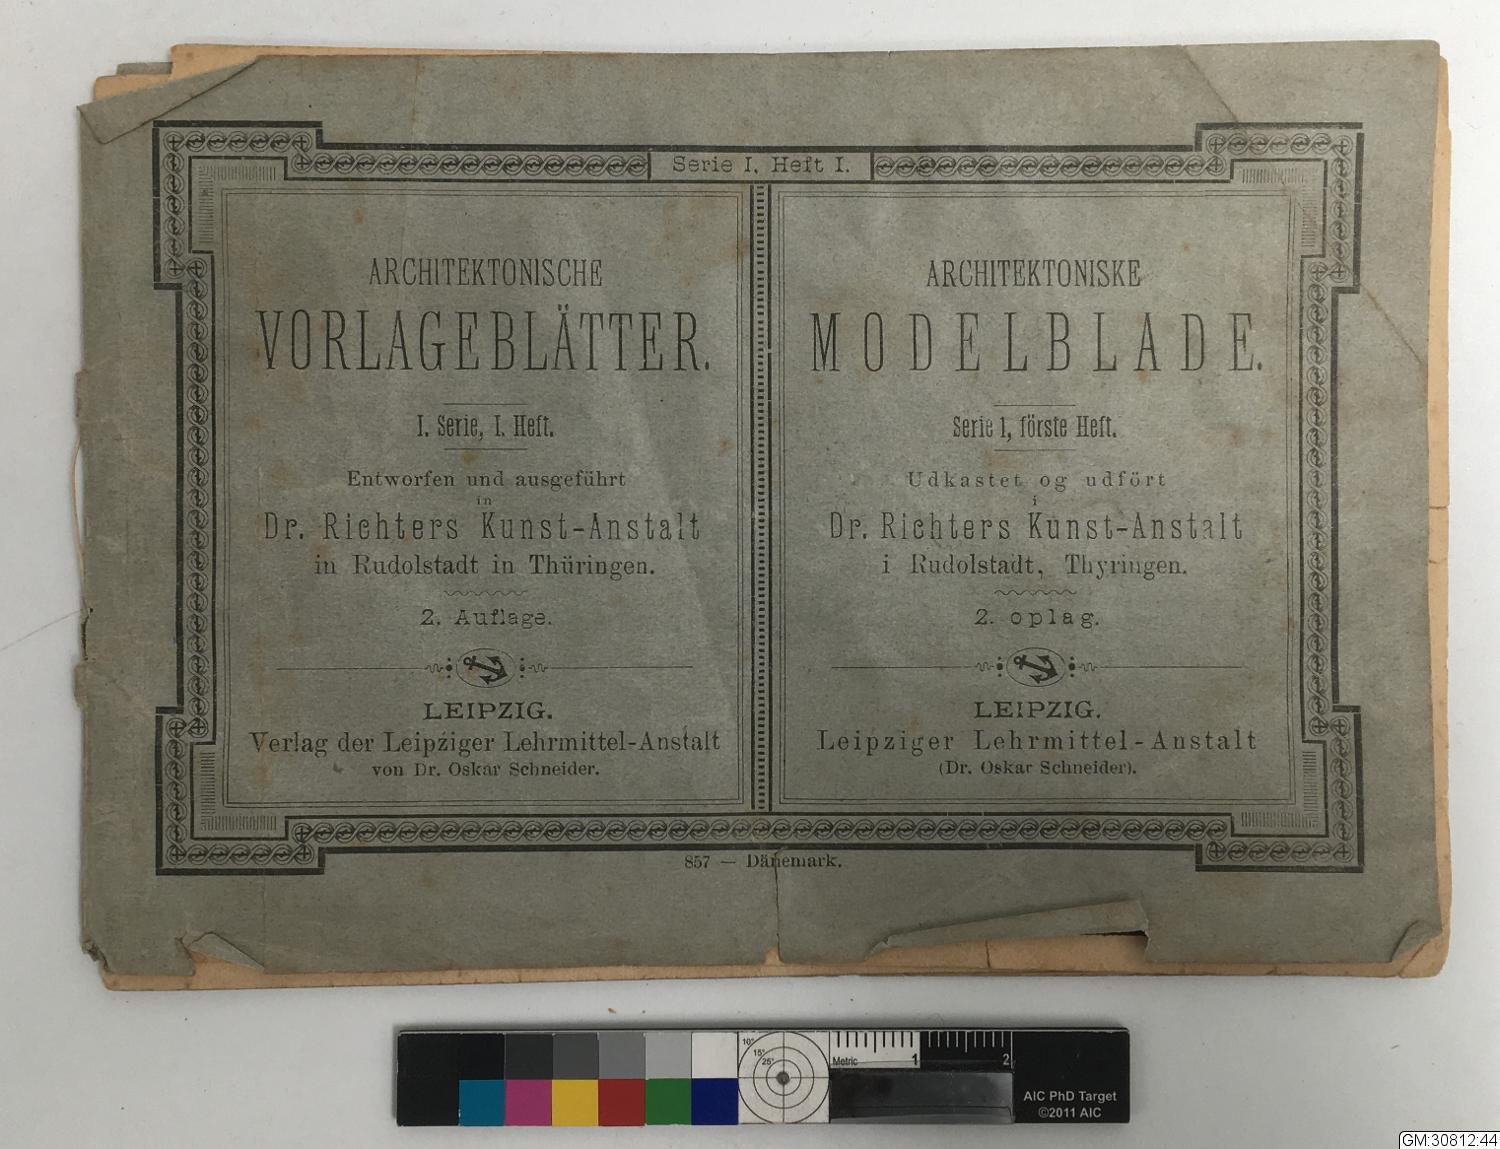 Serie I, Heft I.
ARCHITEKTONISCHE
VORLAGEBLÄTTER.
I. Serie, I. Heft.
Entworfen und ausgeführt
in
Dr. Richters Kunst-Anstalt
in Rudolstadt in Thüringen.
2. Auflage.
LEIPZIG.
Verlag der Leipziger Lehrmittel-Anstalt
von Dr. Oskar Schneider.
ARCHITEKTONISKE
MODELBLADE.
Serie 1, förste Heft.
Udkastet og udfört
i
Dr. Richters Kunst-Anstalt
i Rudolstadt, Thyringen.
2. oplag.
LEIPZIG.
Leipziger Lehrmittel-Anstalt
(Dr. Oskar Schneider).
857 — Dänemark.
10°
15°
25°
Metric
1
2
AIC PhD Target
©2011 AIC
GM:30812:44